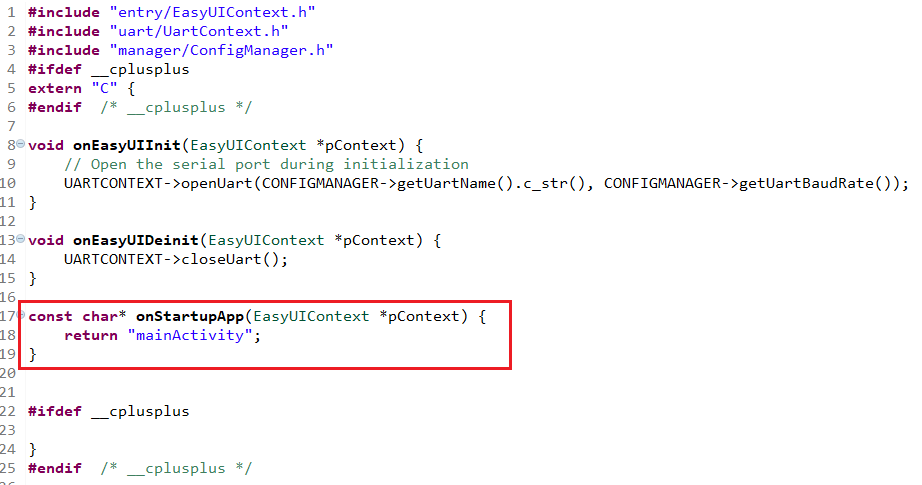 1 #include "entry/EasyUIContext.h"
2 #include "uart/UartContext.h"
3 #include "manager/ConfigManager.h"
4 #ifdef __cplusplus
5 extern "C" {
6 #endif  /* __cplusplus */
7
8 void onEasyUIInit(EasyUIContext *pContext) {
9     // Open the serial port during initialization
10     UARTCONTEXT->openUart(CONFIGMANAGER->getUartName().c_str(), CONFIGMANAGER->getUartBaudRate());
11 }
12
13 void onEasyUIDeinit(EasyUIContext *pContext) {
14     UARTCONTEXT->closeUart();
15 }
16
17 const char* onStartupApp(EasyUIContext *pContext) {
18     return "mainActivity";
19 }
20
21
22 #ifdef __cplusplus
23
24 }
25 #endif  /* __cplusplus */